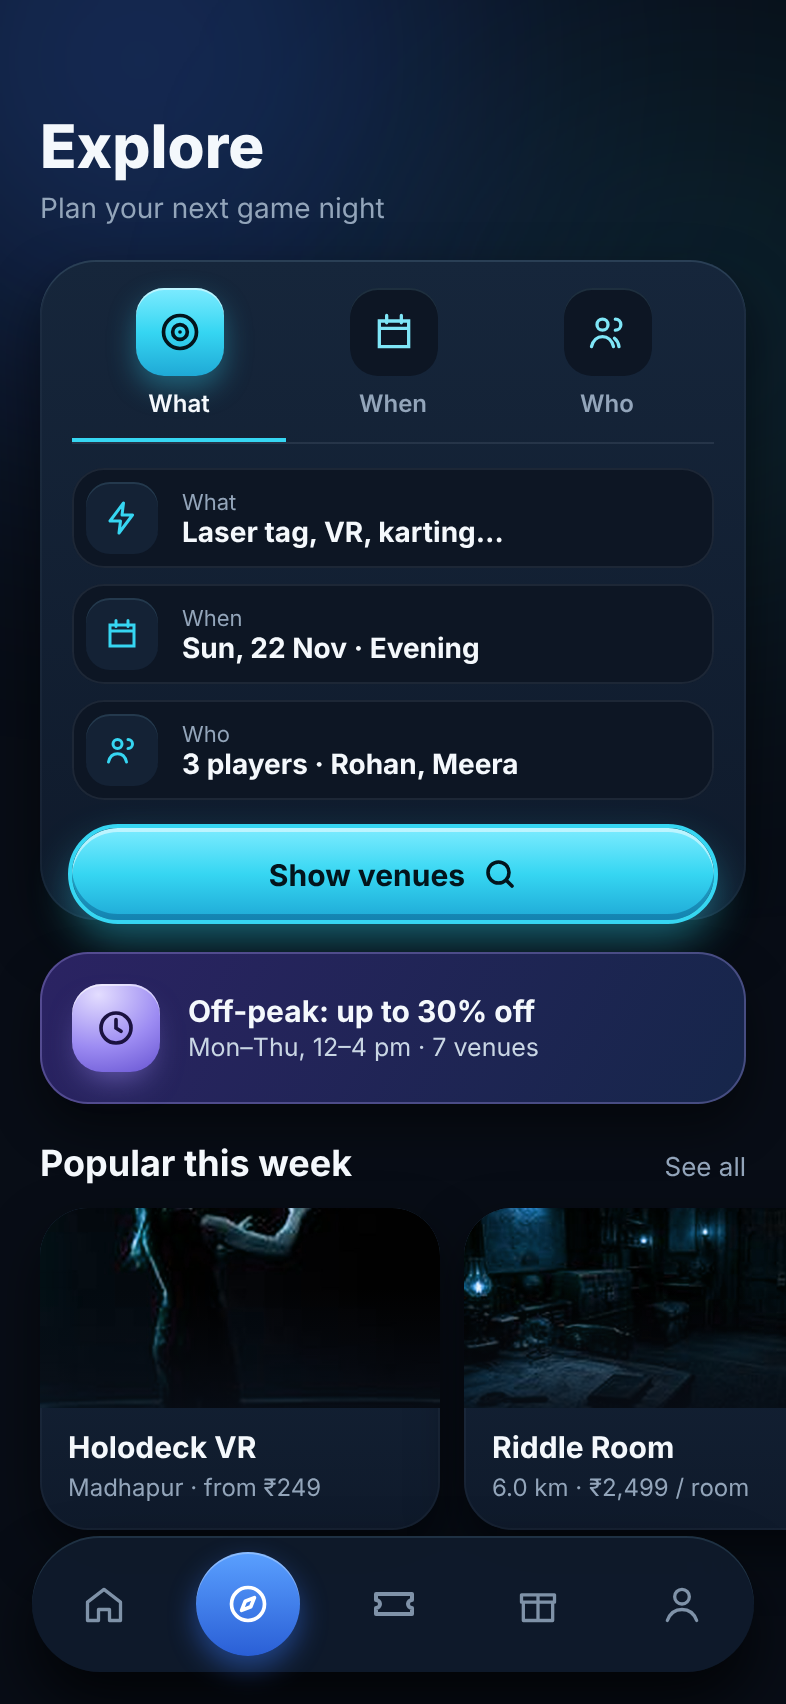 Explore
Plan your next game night
What
When
Who
What
Laser tag, VR, karting...
When
Sun, 22 Nov · Evening
Who
3 players · Rohan, Meera
Show venues
Off-peak: up to 30% off
Mon–Thu, 12–4 pm · 7 venues
Popular this week
See all
Holodeck VR
Madhapur · from ₹249
Riddle Room
6.0 km · ₹2,499 / room